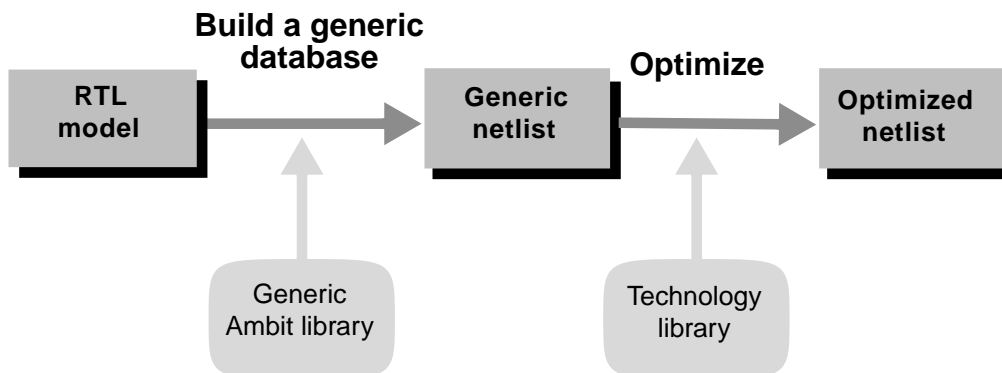 Build a generic
database
Optimize
RTL
model
Generic
netlist
Optimized
netlist
Generic
Ambit library
Technology
library